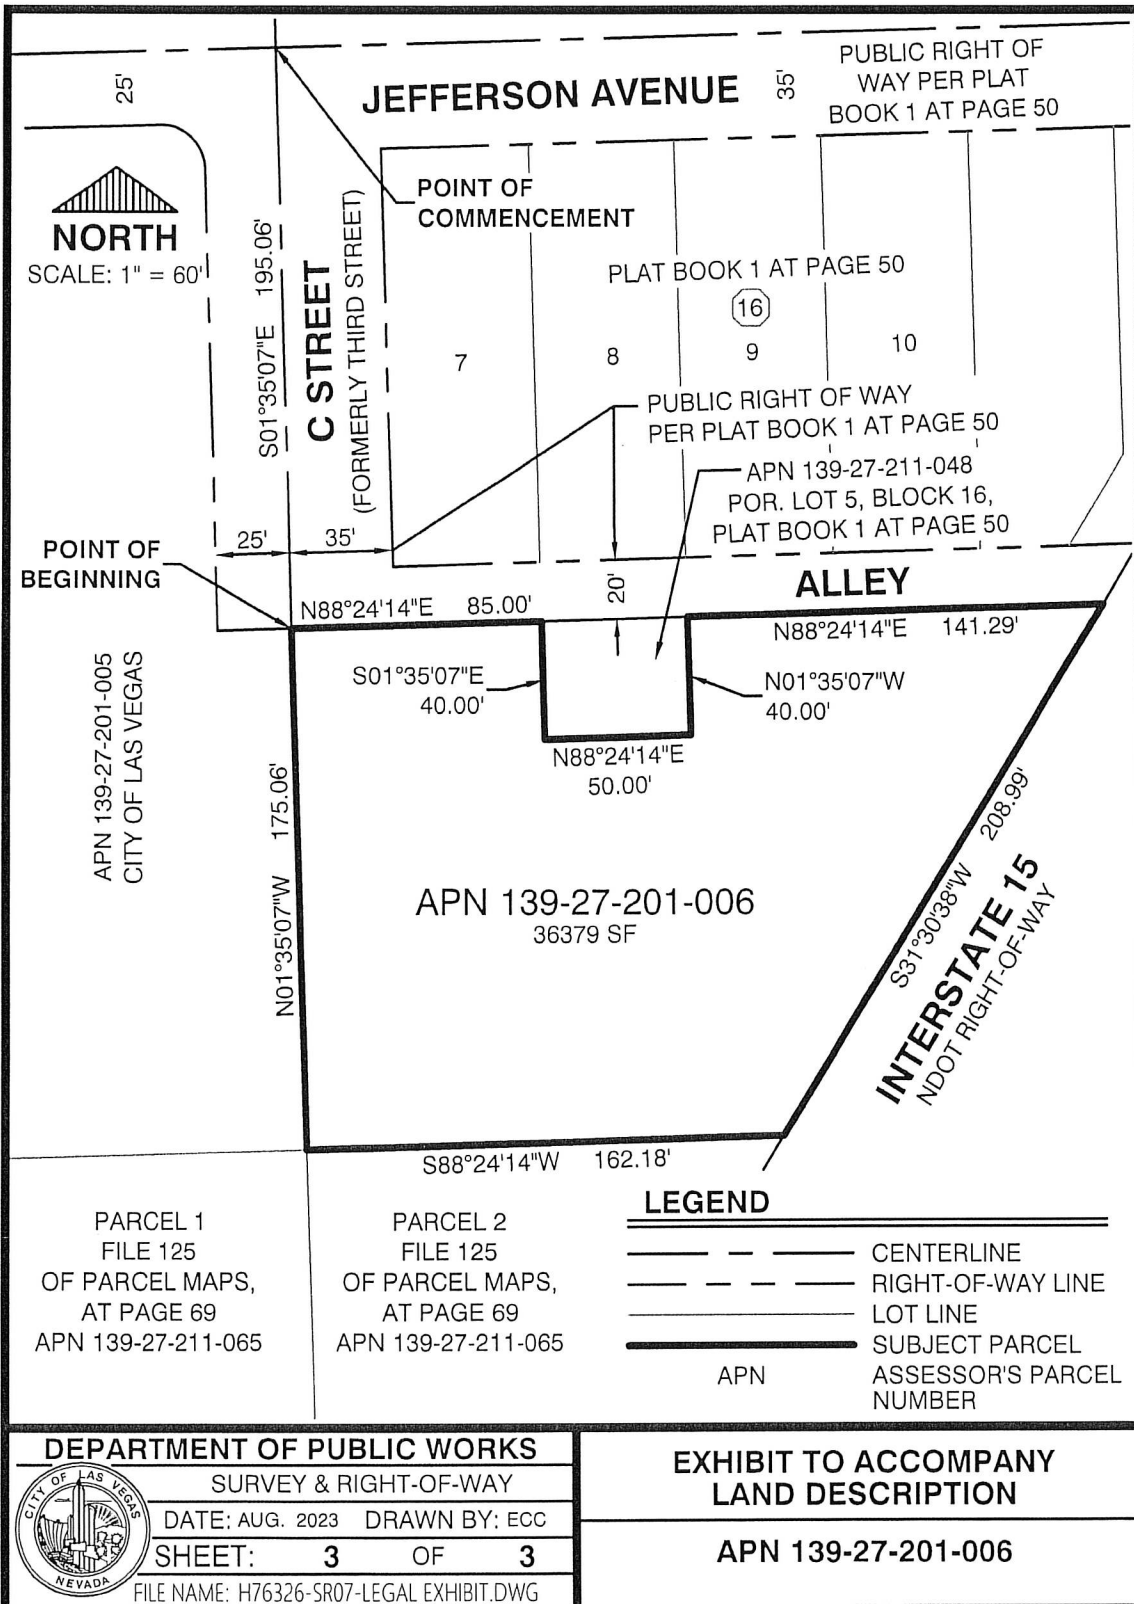 25'
JEFFERSON AVENUE
35'
PUBLIC RIGHT OF
WAY PER PLAT
BOOK 1 AT PAGE 50
POINT OF
COMMENCEMENT
NORTH
SCALE: 1" = 60'
S01°35'07"E 195.06'
C STREET
(FORMERLY THIRD STREET)
PLAT BOOK 1 AT PAGE 50
16
7
8
9
10
PUBLIC RIGHT OF WAY
PER PLAT BOOK 1 AT PAGE 50
APN 139-27-211-048
POR. LOT 5, BLOCK 16,
PLAT BOOK 1 AT PAGE 50
25'
35'
POINT OF
BEGINNING
20'
ALLEY
N88°24'14"E 85.00'
N88°24'14"E 141.29'
S01°35'07"E
40.00'
N01°35'07"W
40.00'
N88°24'14"E
50.00'
APN 139-27-201-005
CITY OF LAS VEGAS
N01°35'07"W 175.06'
APN 139-27-201-006
36379 SF
S31°30'38"W 208.99'
INTERSTATE 15
NDOT RIGHT-OF-WAY
S88°24'14"W 162.18'
PARCEL 1
FILE 125
OF PARCEL MAPS,
AT PAGE 69
APN 139-27-211-065
PARCEL 2
FILE 125
OF PARCEL MAPS,
AT PAGE 69
APN 139-27-211-065
LEGEND
CENTERLINE
RIGHT-OF-WAY LINE
LOT LINE
SUBJECT PARCEL
APN ASSESSOR'S PARCEL
NUMBER
DEPARTMENT OF PUBLIC WORKS
SURVEY & RIGHT-OF-WAY
DATE: AUG. 2023 DRAWN BY: ECC
SHEET: 3 OF 3
FILE NAME: H76326-SR07-LEGAL EXHIBIT.DWG
CITY OF LAS VEGAS
NEVADA
EXHIBIT TO ACCOMPANY
LAND DESCRIPTION
APN 139-27-201-006